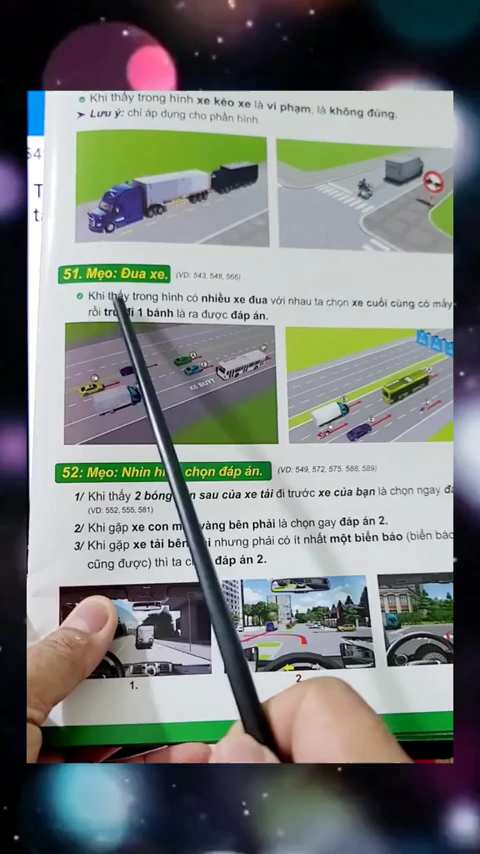 Khi thấy trong hình xe kéo xe là vi phạm, là không đúng.
➤ Lưu ý: chỉ áp dụng cho phần hình
51. Mẹo: Đua xe. (VD: 543, 548, 566)
Khi thấy trong hình có nhiều xe đua với nhau ta chọn xe cuối cùng có mấy
rồi trừ đi 1 bánh là ra được đáp án.
XE BUÝT
52: Mẹo: Nhìn chọn đáp án. (VD: 549, 572, 575, 588, 589)
1/ Khi thấy 2 bóng sau của xe tải đi trước xe của bạn là chọn ngay
(VD: 552, 555, 581)
2/ Khi gặp xe con vàng bên phải là chọn gay đáp án 2.
3/ Khi gặp xe tải bên nhưng phải có ít nhất một biển báo (biển báo
cũng được) thì ta đáp án 2.
1.
2